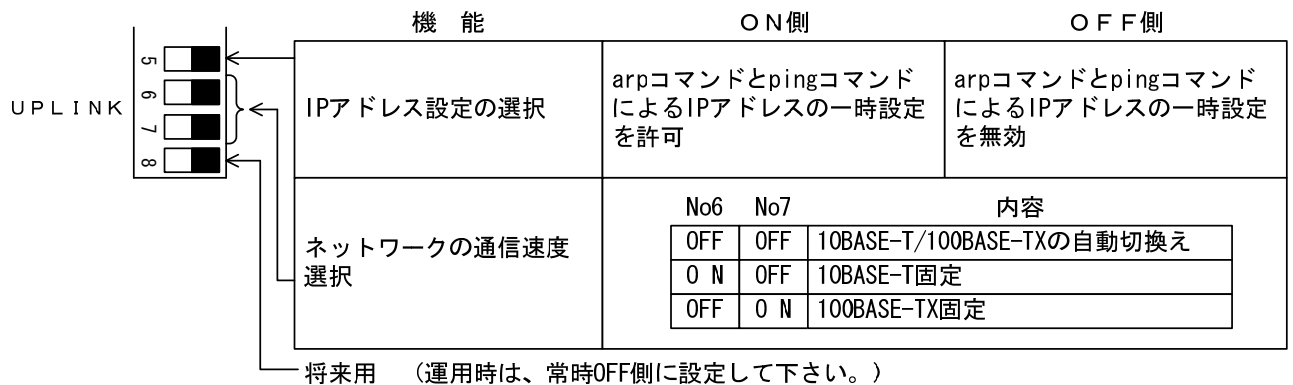 機　能　ＯＮ側　ＯＦＦ側
UPLINK
5
6
7
8
IPアドレス設定の選択
arpコマンドとpingコマンド
によるIPアドレスの一時設定
を許可
arpコマンドとpingコマンド
によるIPアドレスの一時設定
を無効
ネットワークの通信速度
選択
No6 No7 内容
OFF OFF 10BASE-T/100BASE-TXの自動切換え
O N OFF 10BASE-T固定
OFF O N 100BASE-TX固定
将来用　（運用時は、常時OFF側に設定して下さい。）